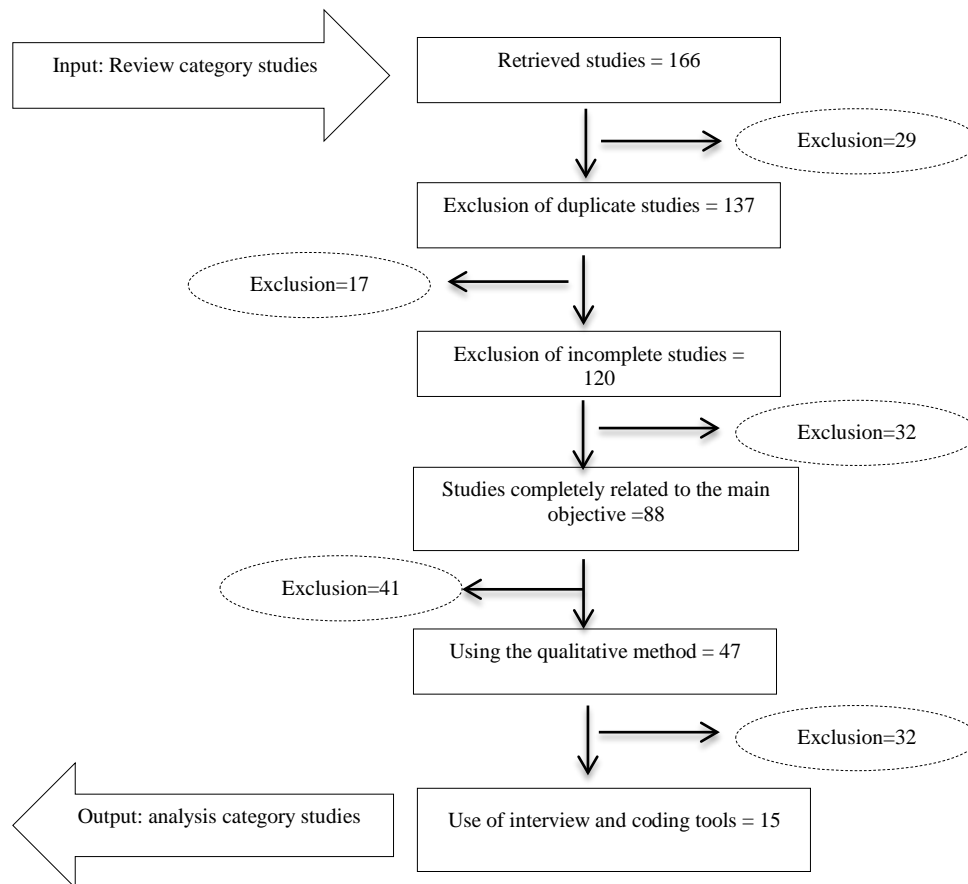 Input: Review category studies
Retrieved studies = 166
Exclusion=29
Exclusion of duplicate studies = 137
Exclusion=17
Exclusion of incomplete studies =
120
Exclusion=32
Studies completely related to the main
objective =88
Exclusion=41
Using the qualitative method = 47
Exclusion=32
Output: analysis category studies
Use of interview and coding tools = 15